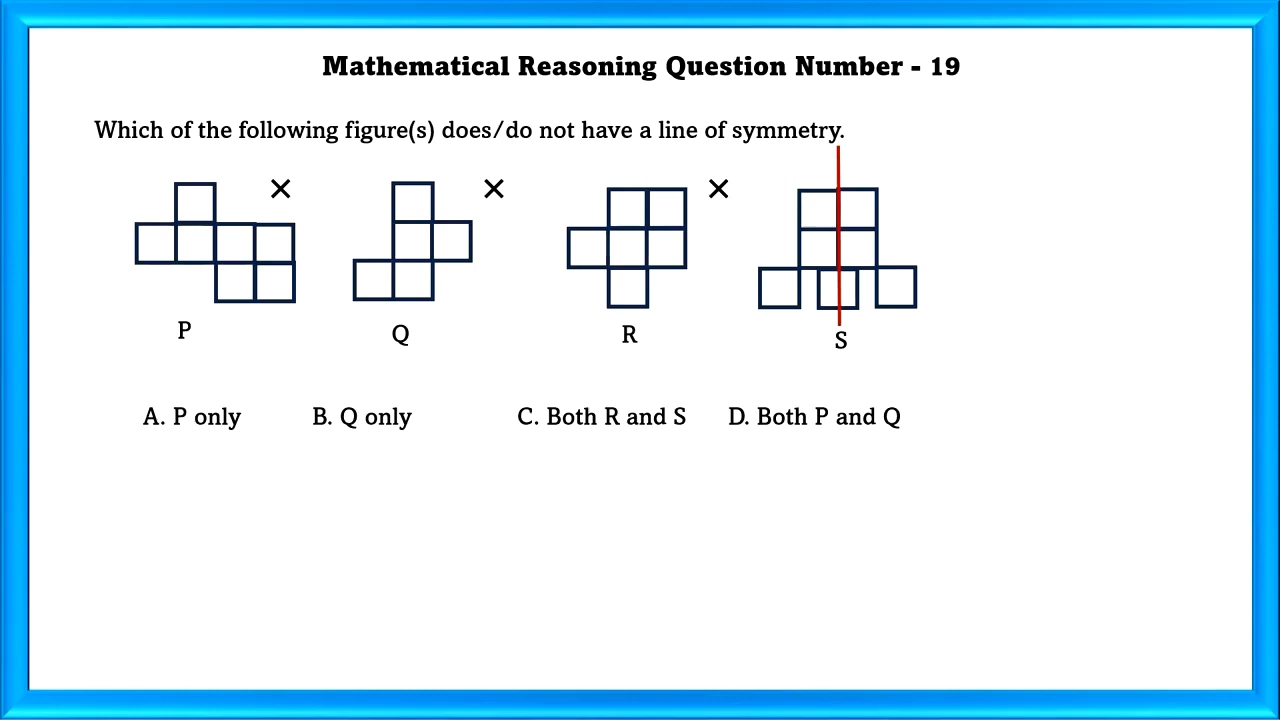 Mathematical Reasoning Question Number - 19
Which of the following figure(s) does/do not have a line of symmetry.
P Q R S
A. P only B. Q only C. Both R and S D. Both P and Q